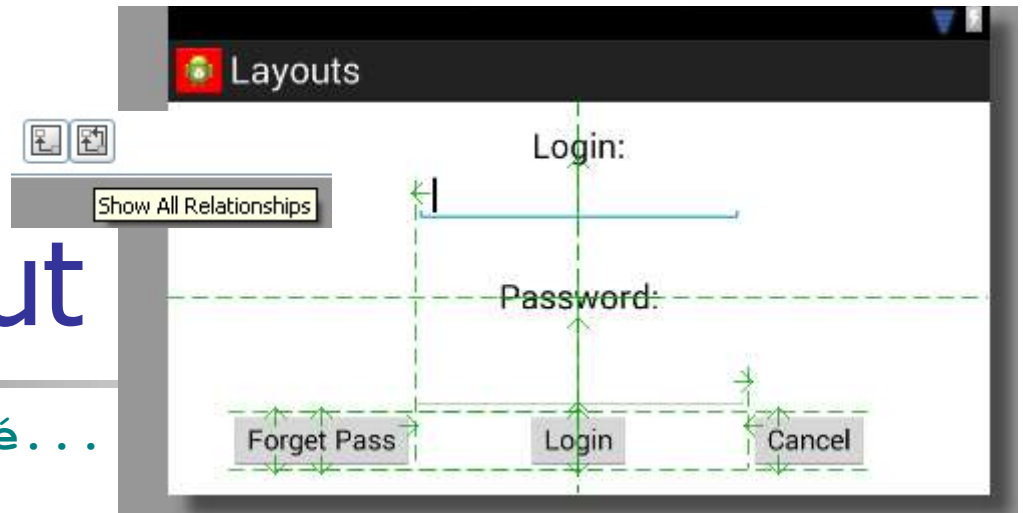 Layouts
Login:
Show All Relationships
ut
Password:
é...
Forget Pass Login Cancel